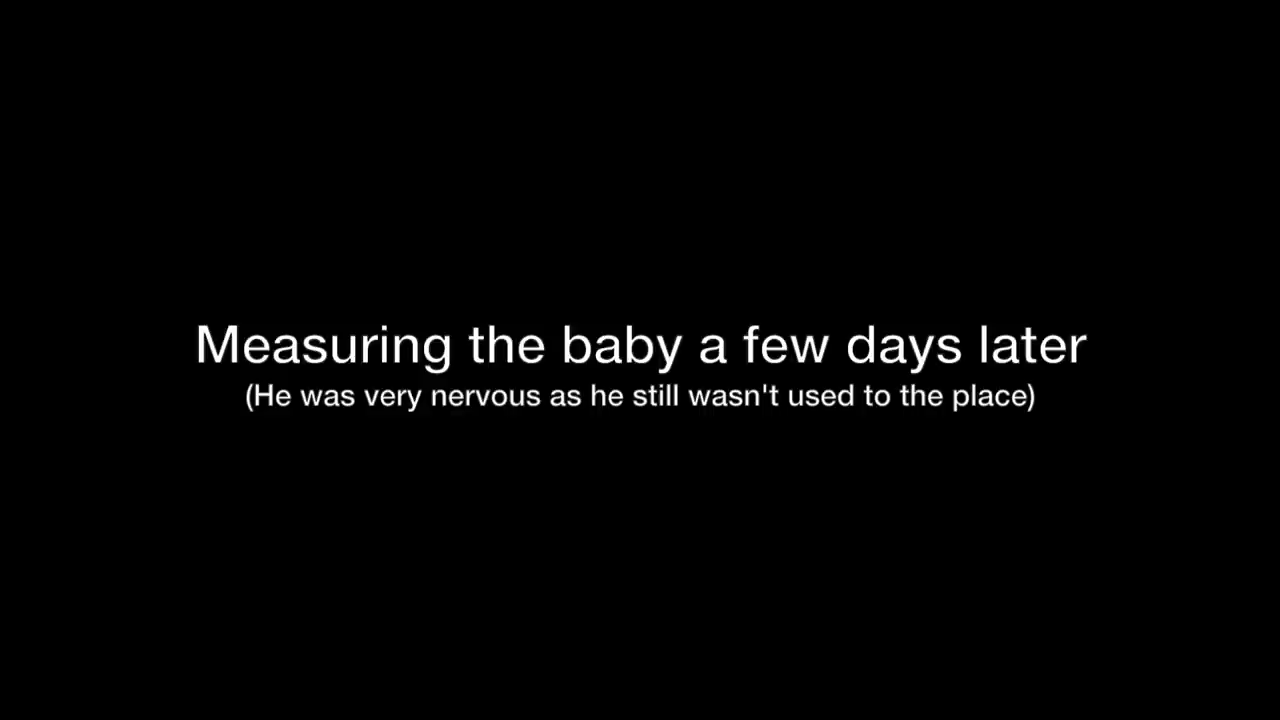 Measuring the baby a few days later
(He was very nervous as he still wasn't used to the place)